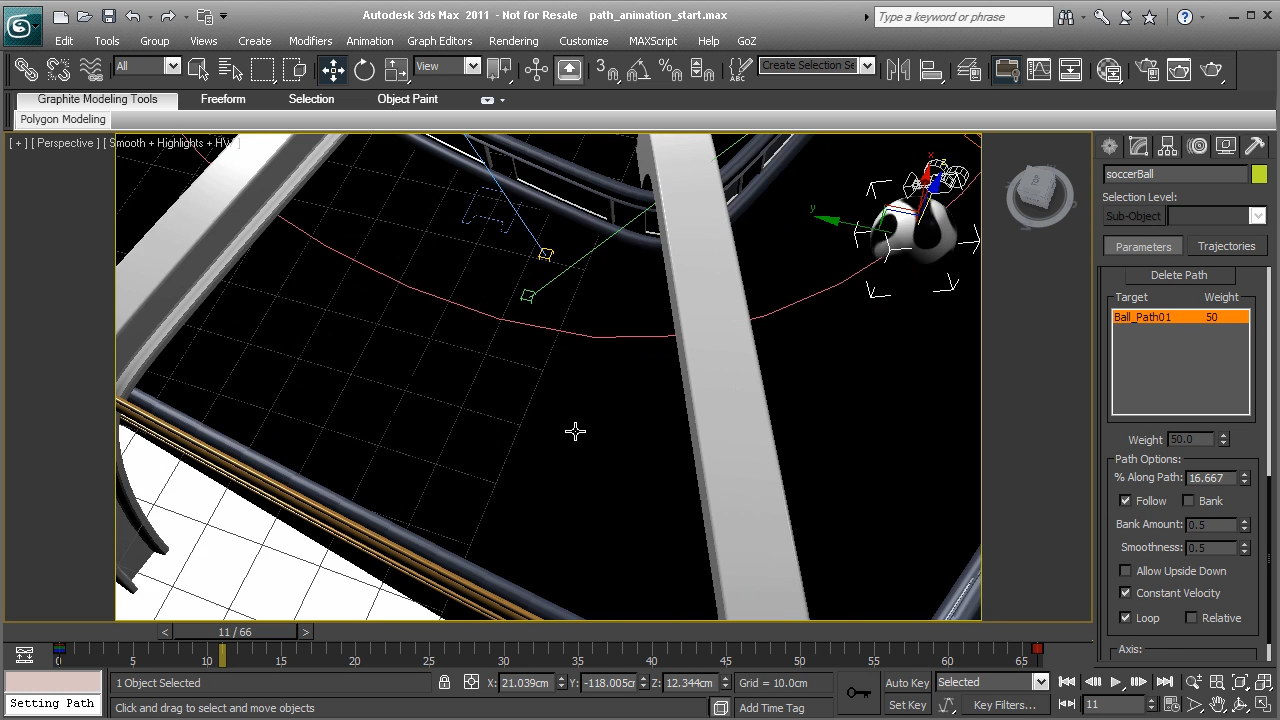 Autodesk 3ds Max 2011 - Not for Resale path_animation_start.max
Type a keyword or phrase
Edit Tools Group Views Create Modifiers Animation Graph Editors Rendering Customize MAXScript Help GoZ
All View Create Selection Se
Graphite Modeling Tools Freeform Selection Object Paint
Polygon Modeling
[ + ] [ Perspective ] [ Smooth + Highlights + HW ]
soccerBall
Selection Level:
Sub-Object
Parameters Trajectories
Delete Path
Target Weight
Ball_Path01 50
Weight 50.0
Path Options:
% Along Path: 16.667
Follow Bank
Bank Amount: 0.5
Smoothness: 0.5
Allow Upside Down
Constant Velocity
Loop Relative
Axis:
TOP
x
y
< 11 / 66 >
0 5 10 15 20 25 30 35 40 45 50 55 60 65
1 Object Selected X: 21.039cm Y: -118.005cr Z: 12.344cm Grid = 10.0cm Auto Key Selected
Setting Path Click and drag to select and move objects Add Time Tag Set Key Key Filters... 11